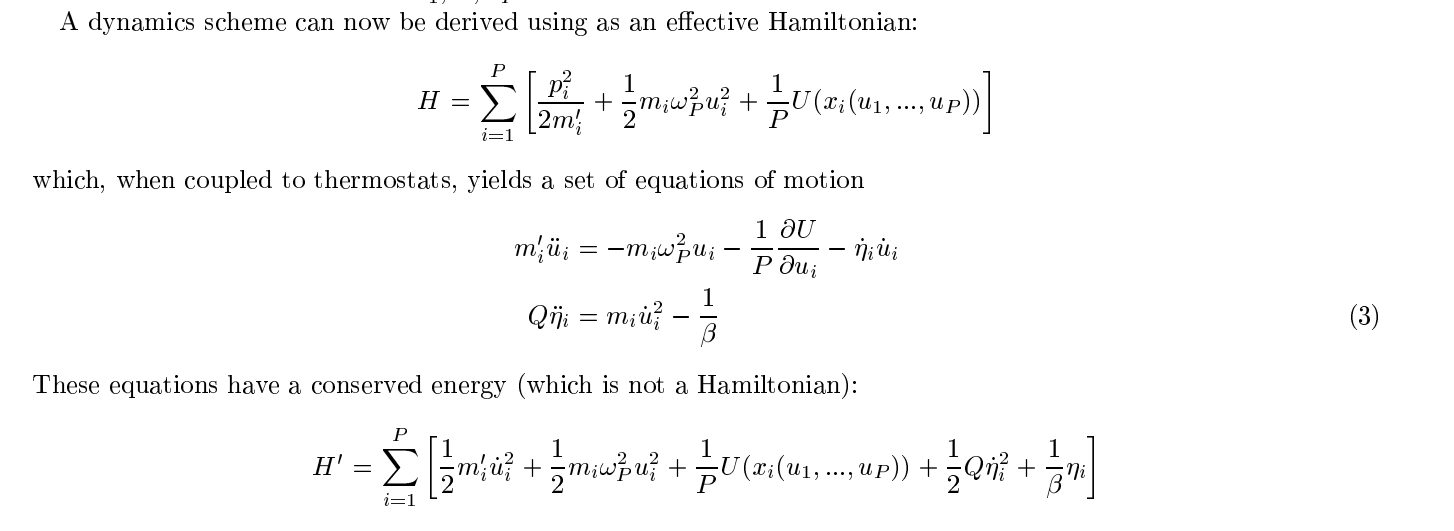 A dynamics scheme can now be derived using as an effective Hamiltonian:
H = \sum_{i=1}^{P} \left[ \frac{p_i^2}{2m_i'} + \frac{1}{2} m_i \omega_P^2 u_i^2 + \frac{1}{P} U(x_i(u_1, ..., u_P)) \right]
which, when coupled to thermostats, yields a set of equations of motion
m_i' \ddot{u}_i = -m_i \omega_P^2 u_i - \frac{1}{P} \frac{\partial U}{\partial u_i} - \dot{\eta}_i \dot{u}_i
Q \ddot{\eta}_i = m_i \dot{u}_i^2 - \frac{1}{\beta} (3)
These equations have a conserved energy (which is not a Hamiltonian):
H' = \sum_{i=1}^{P} \left[ \frac{1}{2} m_i' \dot{u}_i^2 + \frac{1}{2} m_i \omega_P^2 u_i^2 + \frac{1}{P} U(x_i(u_1, ..., u_P)) + \frac{1}{2} Q \dot{\eta}_i^2 + \frac{1}{\beta} \eta_i \right]